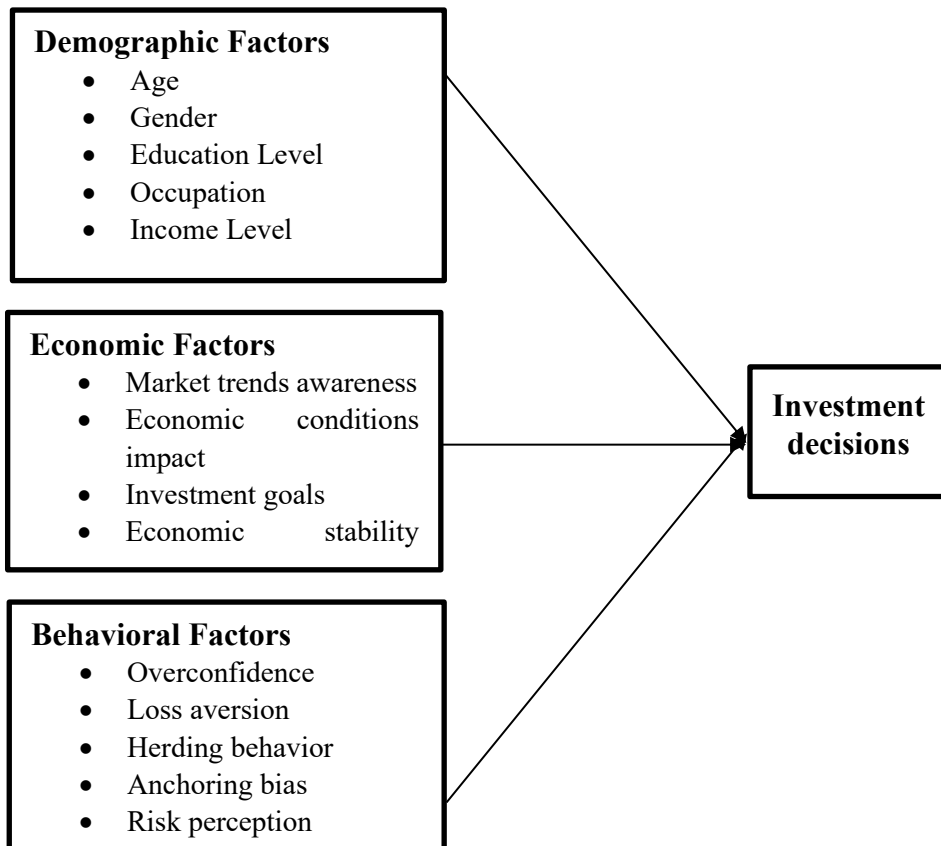 Demographic Factors
• Age
• Gender
• Education Level
• Occupation
• Income Level
Economic Factors
• Market trends awareness
• Economic conditions
impact
• Investment goals
• Economic stability
Behavioral Factors
• Overconfidence
• Loss aversion
• Herding behavior
• Anchoring bias
• Risk perception
Investment
decisions